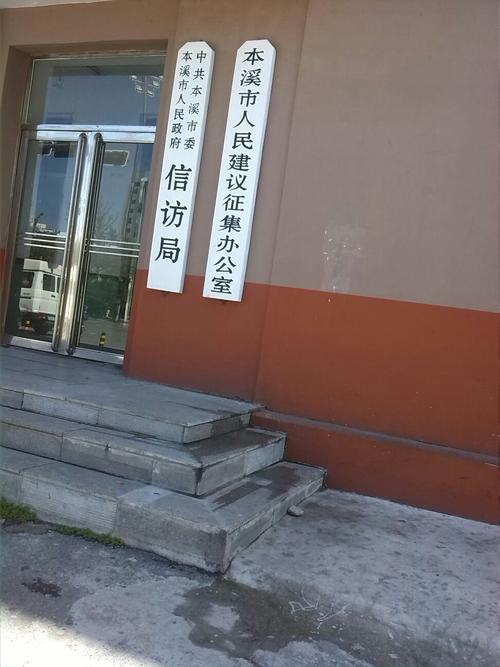 中共本溪市委
本溪市人民政府
信访局
本溪市人民建议征集办公室